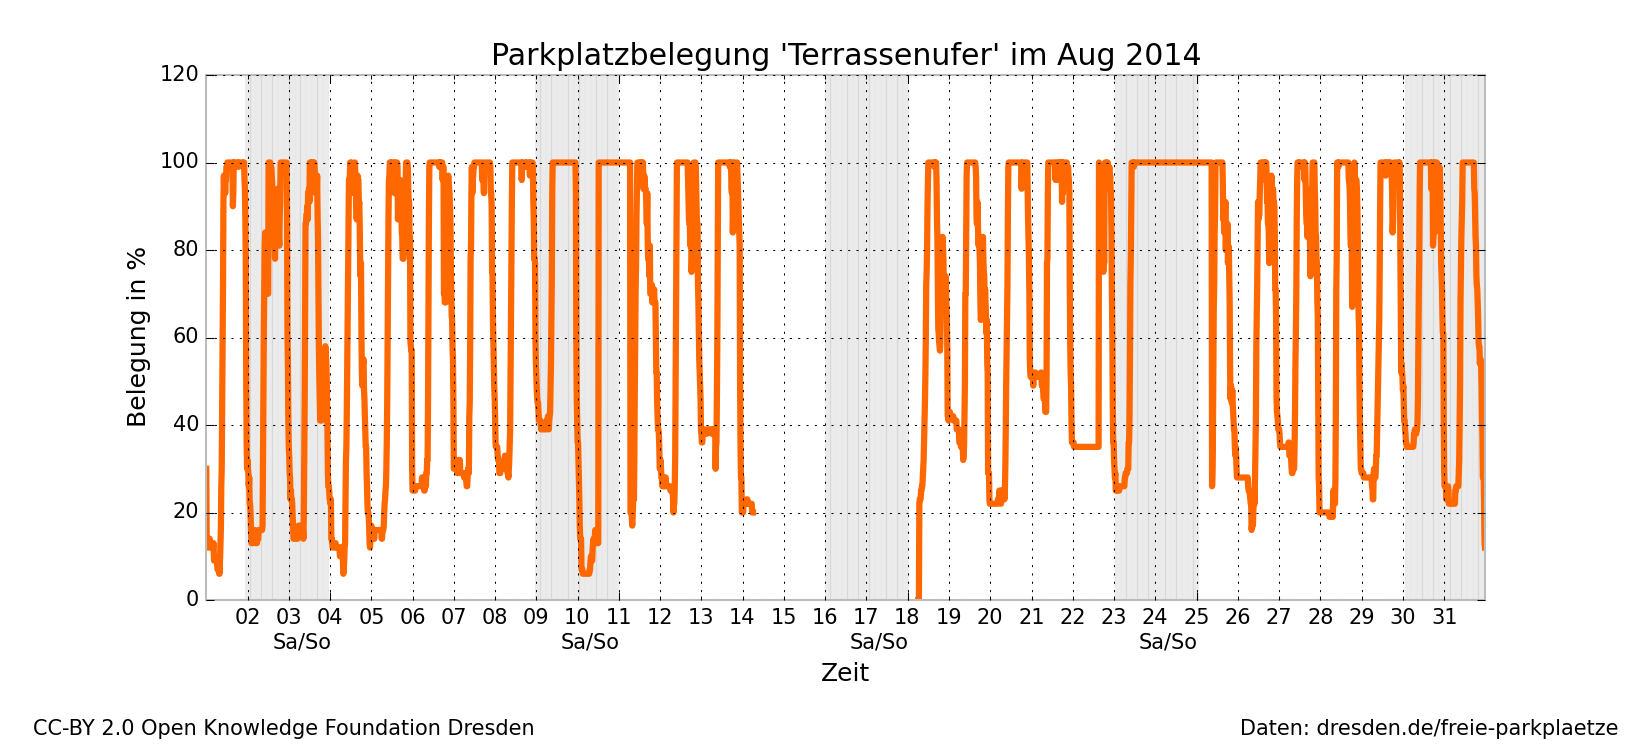 Parkplatzbelegung 'Terrassenufer' im Aug 2014
120
100
80
60
40
20
0
Belegung in %
02 03 04 05 06 07 08 09 10 11 12 13 14 15 16 17 18 19 20 21 22 23 24 25 26 27 28 29 30 31
Sa/So Sa/So Sa/So Sa/So
Zeit
CC-BY 2.0 Open Knowledge Foundation Dresden
Daten: dresden.de/freie-parkplaetze